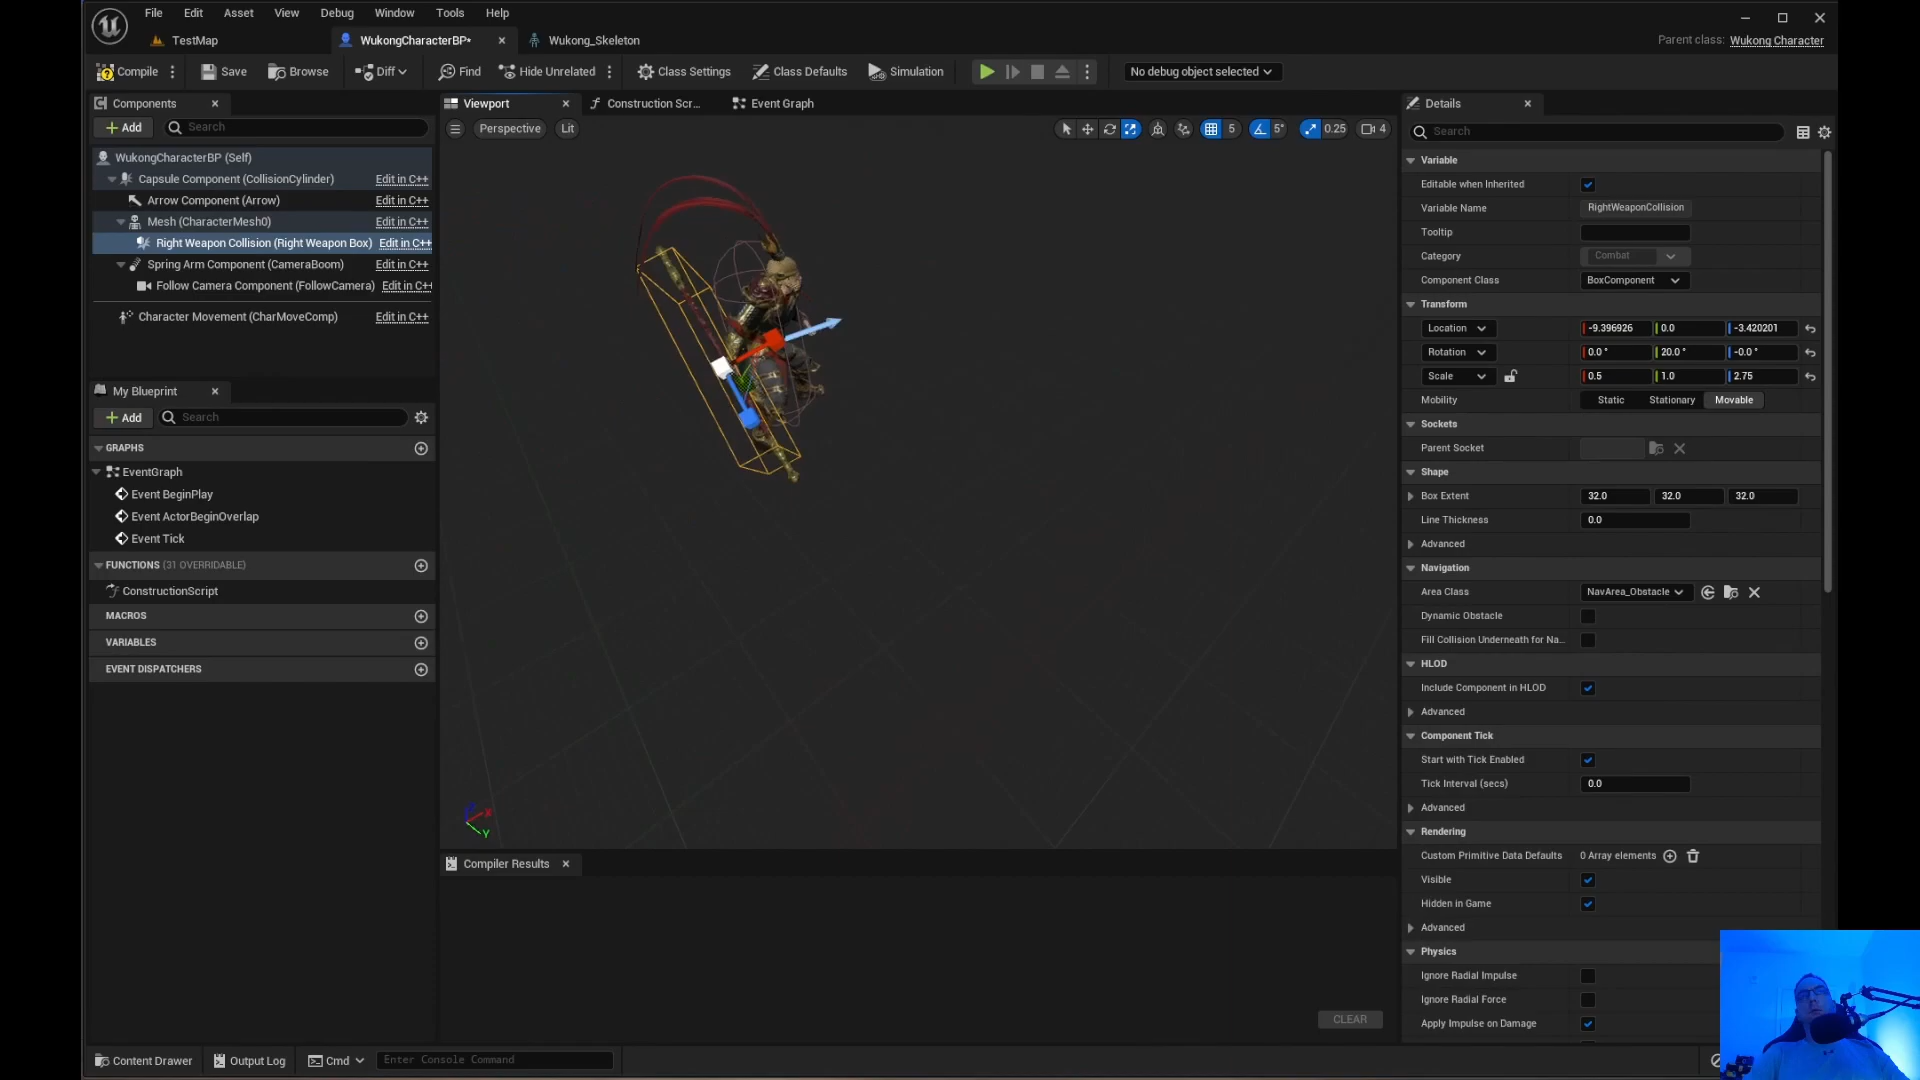 File Edit Asset View Debug Window Tools Help
TestMap WukongCharacterBP* Wukong_Skeleton Parent class: Wukong Character
Compile Save Browse Diff Find Hide Unrelated Class Settings Class Defaults Simulation No debug object selected
Components
Add Search
WukongCharacterBP (Self)
Capsule Component (CollisionCylinder) Edit in C++
Arrow Component (Arrow) Edit in C++
Mesh (CharacterMesh0) Edit in C++
Right Weapon Collision (Right Weapon Box) Edit in C++
Spring Arm Component (CameraBoom) Edit in C++
Follow Camera Component (FollowCamera) Edit in C++
Character Movement (CharMoveComp) Edit in C++
My Blueprint
Add Search
GRAPHS
EventGraph
Event BeginPlay
Event ActorBeginOverlap
Event Tick
FUNCTIONS (31 OVERRIDABLE)
ConstructionScript
MACROS
VARIABLES
EVENT DISPATCHERS
Viewport Construction Scr... Event Graph
Perspective Lit 5 5° 0.25 4
X
Y
Compiler Results
CLEAR
Details
Search
Variable
Editable when Inherited
Variable Name RightWeaponCollision
Tooltip
Category Combat
Component Class BoxComponent
Transform
Location -9.396926 0.0 -3.420201
Rotation 0.0 ° 20.0 ° -0.0 °
Scale 0.5 1.0 2.75
Mobility Static Stationary Movable
Sockets
Parent Socket
Shape
Box Extent 32.0 32.0 32.0
Line Thickness 0.0
Advanced
Navigation
Area Class NavArea_Obstacle
Dynamic Obstacle
Fill Collision Underneath for Na...
HLOD
Include Component in HLOD
Advanced
Component Tick
Start with Tick Enabled
Tick Interval (secs) 0.0
Advanced
Rendering
Custom Primitive Data Defaults 0 Array elements
Visible
Hidden in Game
Advanced
Physics
Ignore Radial Impulse
Ignore Radial Force
Apply Impulse on Damage
Content Drawer Output Log Cmd Enter Console Command